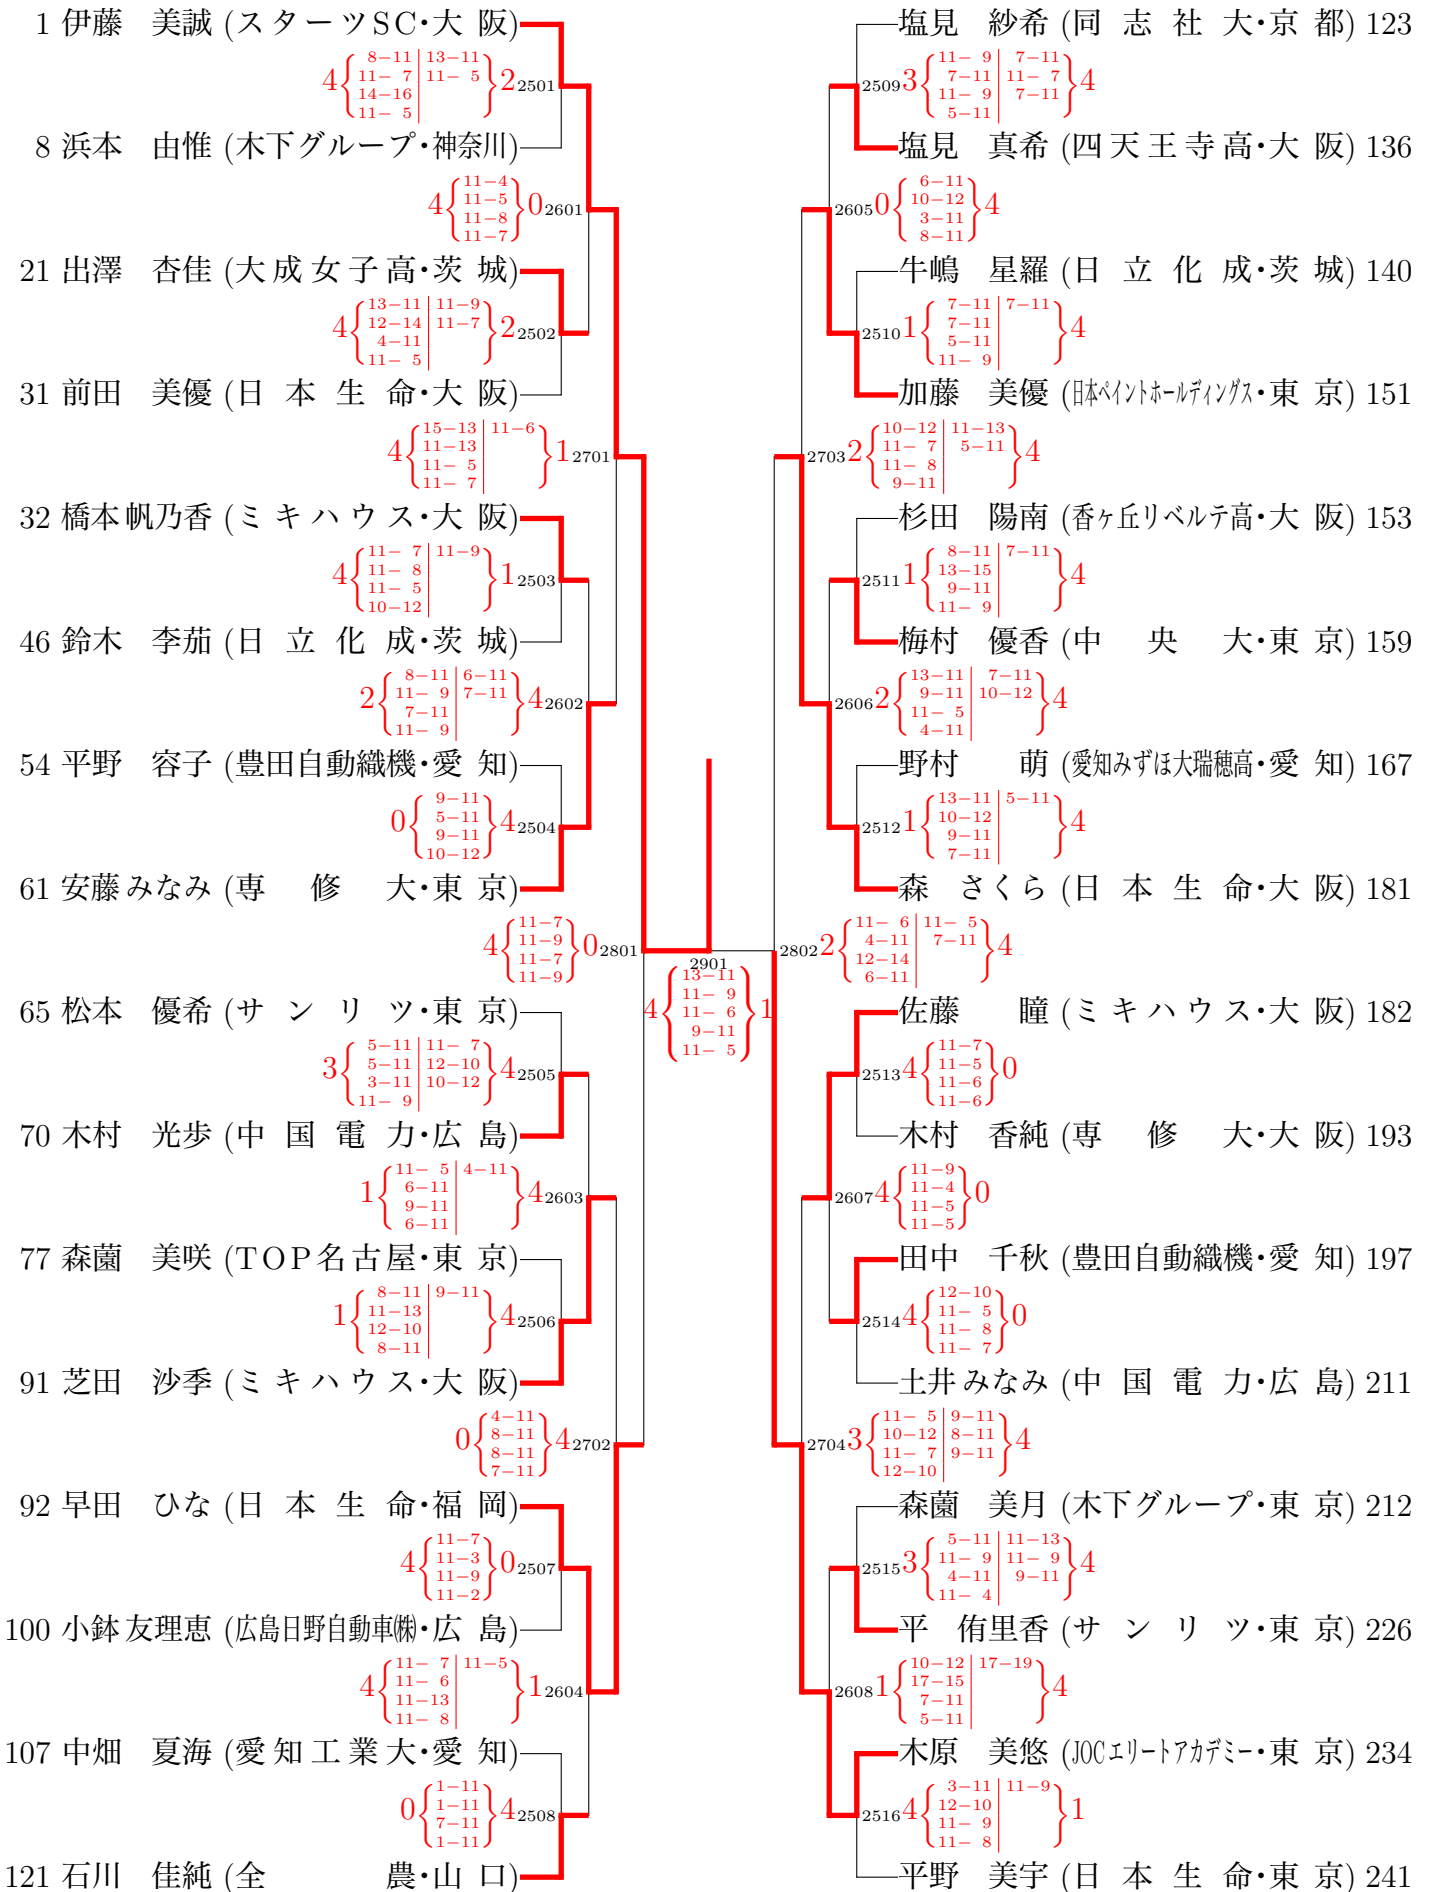 1 伊藤 美誠 (スターツSC・大 阪)
4 { 8-11 11-7 14-16 11-5 | 13-11 11-5 } 2 2501
8 浜本 由惟 (木下グループ・神奈川)
4 { 11-4 11-5 11-8 11-7 } 0 2601
21 出澤 杏佳 (大成女子高・茨 城)
4 { 13-11 12-14 4-11 11-5 | 11-9 11-7 } 2 2502
31 前田 美優 (日本生命・大 阪)
4 { 15-13 11-13 11-5 11-7 | 11-6 } 1 2701
32 橋本帆乃香 (ミキハウス・大 阪)
4 { 11-7 11-8 11-5 10-12 | 11-9 } 1 2503
46 鈴木 李茄 (日立化成・茨 城)
2 { 8-11 11-9 7-11 11-9 | 6-11 7-11 } 4 2602
54 平野 容子 (豊田自動織機・愛 知)
0 { 9-11 5-11 9-11 10-12 } 4 2504
61 安藤みなみ (専修大・東 京)
4 { 11-7 11-9 11-7 11-9 } 0 2801
65 松本 優希 (サンリツ・東 京)
3 { 5-11 5-11 3-11 11-9 | 11-7 12-10 10-12 } 4 2505
70 木村 光歩 (中国電力・広 島)
1 { 11-5 6-11 9-11 6-11 | 4-11 } 4 2603
77 森薗 美咲 (TOP名古屋・東 京)
1 { 8-11 11-13 12-10 8-11 | 9-11 } 4 2506
91 芝田 沙季 (ミキハウス・大 阪)
0 { 4-11 8-11 8-11 7-11 } 4 2702
92 早田 ひな (日本生命・福 岡)
4 { 11-7 11-3 11-9 11-2 } 0 2507
100 小鉢友理恵 (広島日野自動車㈱・広 島)
4 { 11-7 11-6 11-13 11-8 | 11-5 } 1 2604
107 中畑 夏海 (愛知工業大・愛 知)
0 { 1-11 1-11 7-11 1-11 } 4 2508
121 石川 佳純 (全農・山 口)
2901
4 { 13-11 11-9 11-6 9-11 11-5 } 1
塩見 紗希 (同志社大・京 都) 123
2509 3 { 11-9 7-11 11-9 5-11 | 7-11 11-7 7-11 } 4
塩見 真希 (四天王寺高・大 阪) 136
2605 0 { 6-11 10-12 3-11 8-11 } 4
牛嶋 星羅 (日立化成・茨 城) 140
2510 1 { 7-11 7-11 5-11 11-9 | 7-11 } 4
加藤 美優 (日本ペイントホールディングス・東 京) 151
2703 2 { 10-12 11-7 11-8 9-11 | 11-13 5-11 } 4
杉田 陽南 (香ヶ丘リベルテ高・大 阪) 153
2511 1 { 8-11 13-15 9-11 11-9 | 7-11 } 4
梅村 優香 (中央大・東 京) 159
2606 2 { 13-11 9-11 11-5 4-11 | 7-11 10-12 } 4
野村 萌 (愛知みずほ大瑞穂高・愛 知) 167
2512 1 { 13-11 10-12 9-11 7-11 | 5-11 } 4
森 さくら (日本生命・大 阪) 181
2802 2 { 11-6 4-11 12-14 6-11 | 11-5 7-11 } 4
佐藤 瞳 (ミキハウス・大 阪) 182
2513 4 { 11-7 11-5 11-6 11-6 } 0
木村 香純 (専修大・大 阪) 193
2607 4 { 11-9 11-4 11-5 11-5 } 0
田中 千秋 (豊田自動織機・愛 知) 197
2514 4 { 12-10 11-5 11-8 11-7 } 0
土井みなみ (中国電力・広 島) 211
2704 3 { 11-5 10-12 11-7 12-10 | 9-11 8-11 9-11 } 4
森薗 美月 (木下グループ・東 京) 212
2515 3 { 5-11 11-9 4-11 11-4 | 11-13 11-9 9-11 } 4
平 侑里香 (サンリツ・東 京) 226
2608 1 { 10-12 17-15 7-11 5-11 | 17-19 } 4
木原 美悠 (JOCエリートアカデミー・東 京) 234
2516 4 { 3-11 12-10 11-9 11-8 | 11-9 } 1
平野 美宇 (日本生命・東 京) 241